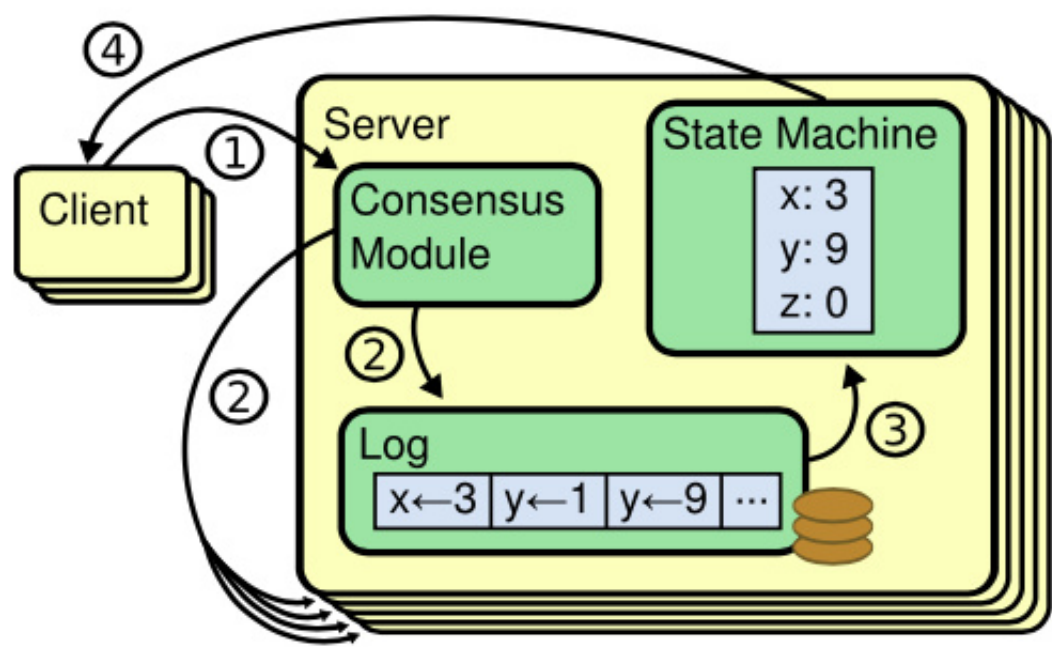 ④
①
Server
State Machine
Client
Consensus
Module
x: 3
y: 9
z: 0
②
②
③
Log
x←3 y←1 y←9 ...